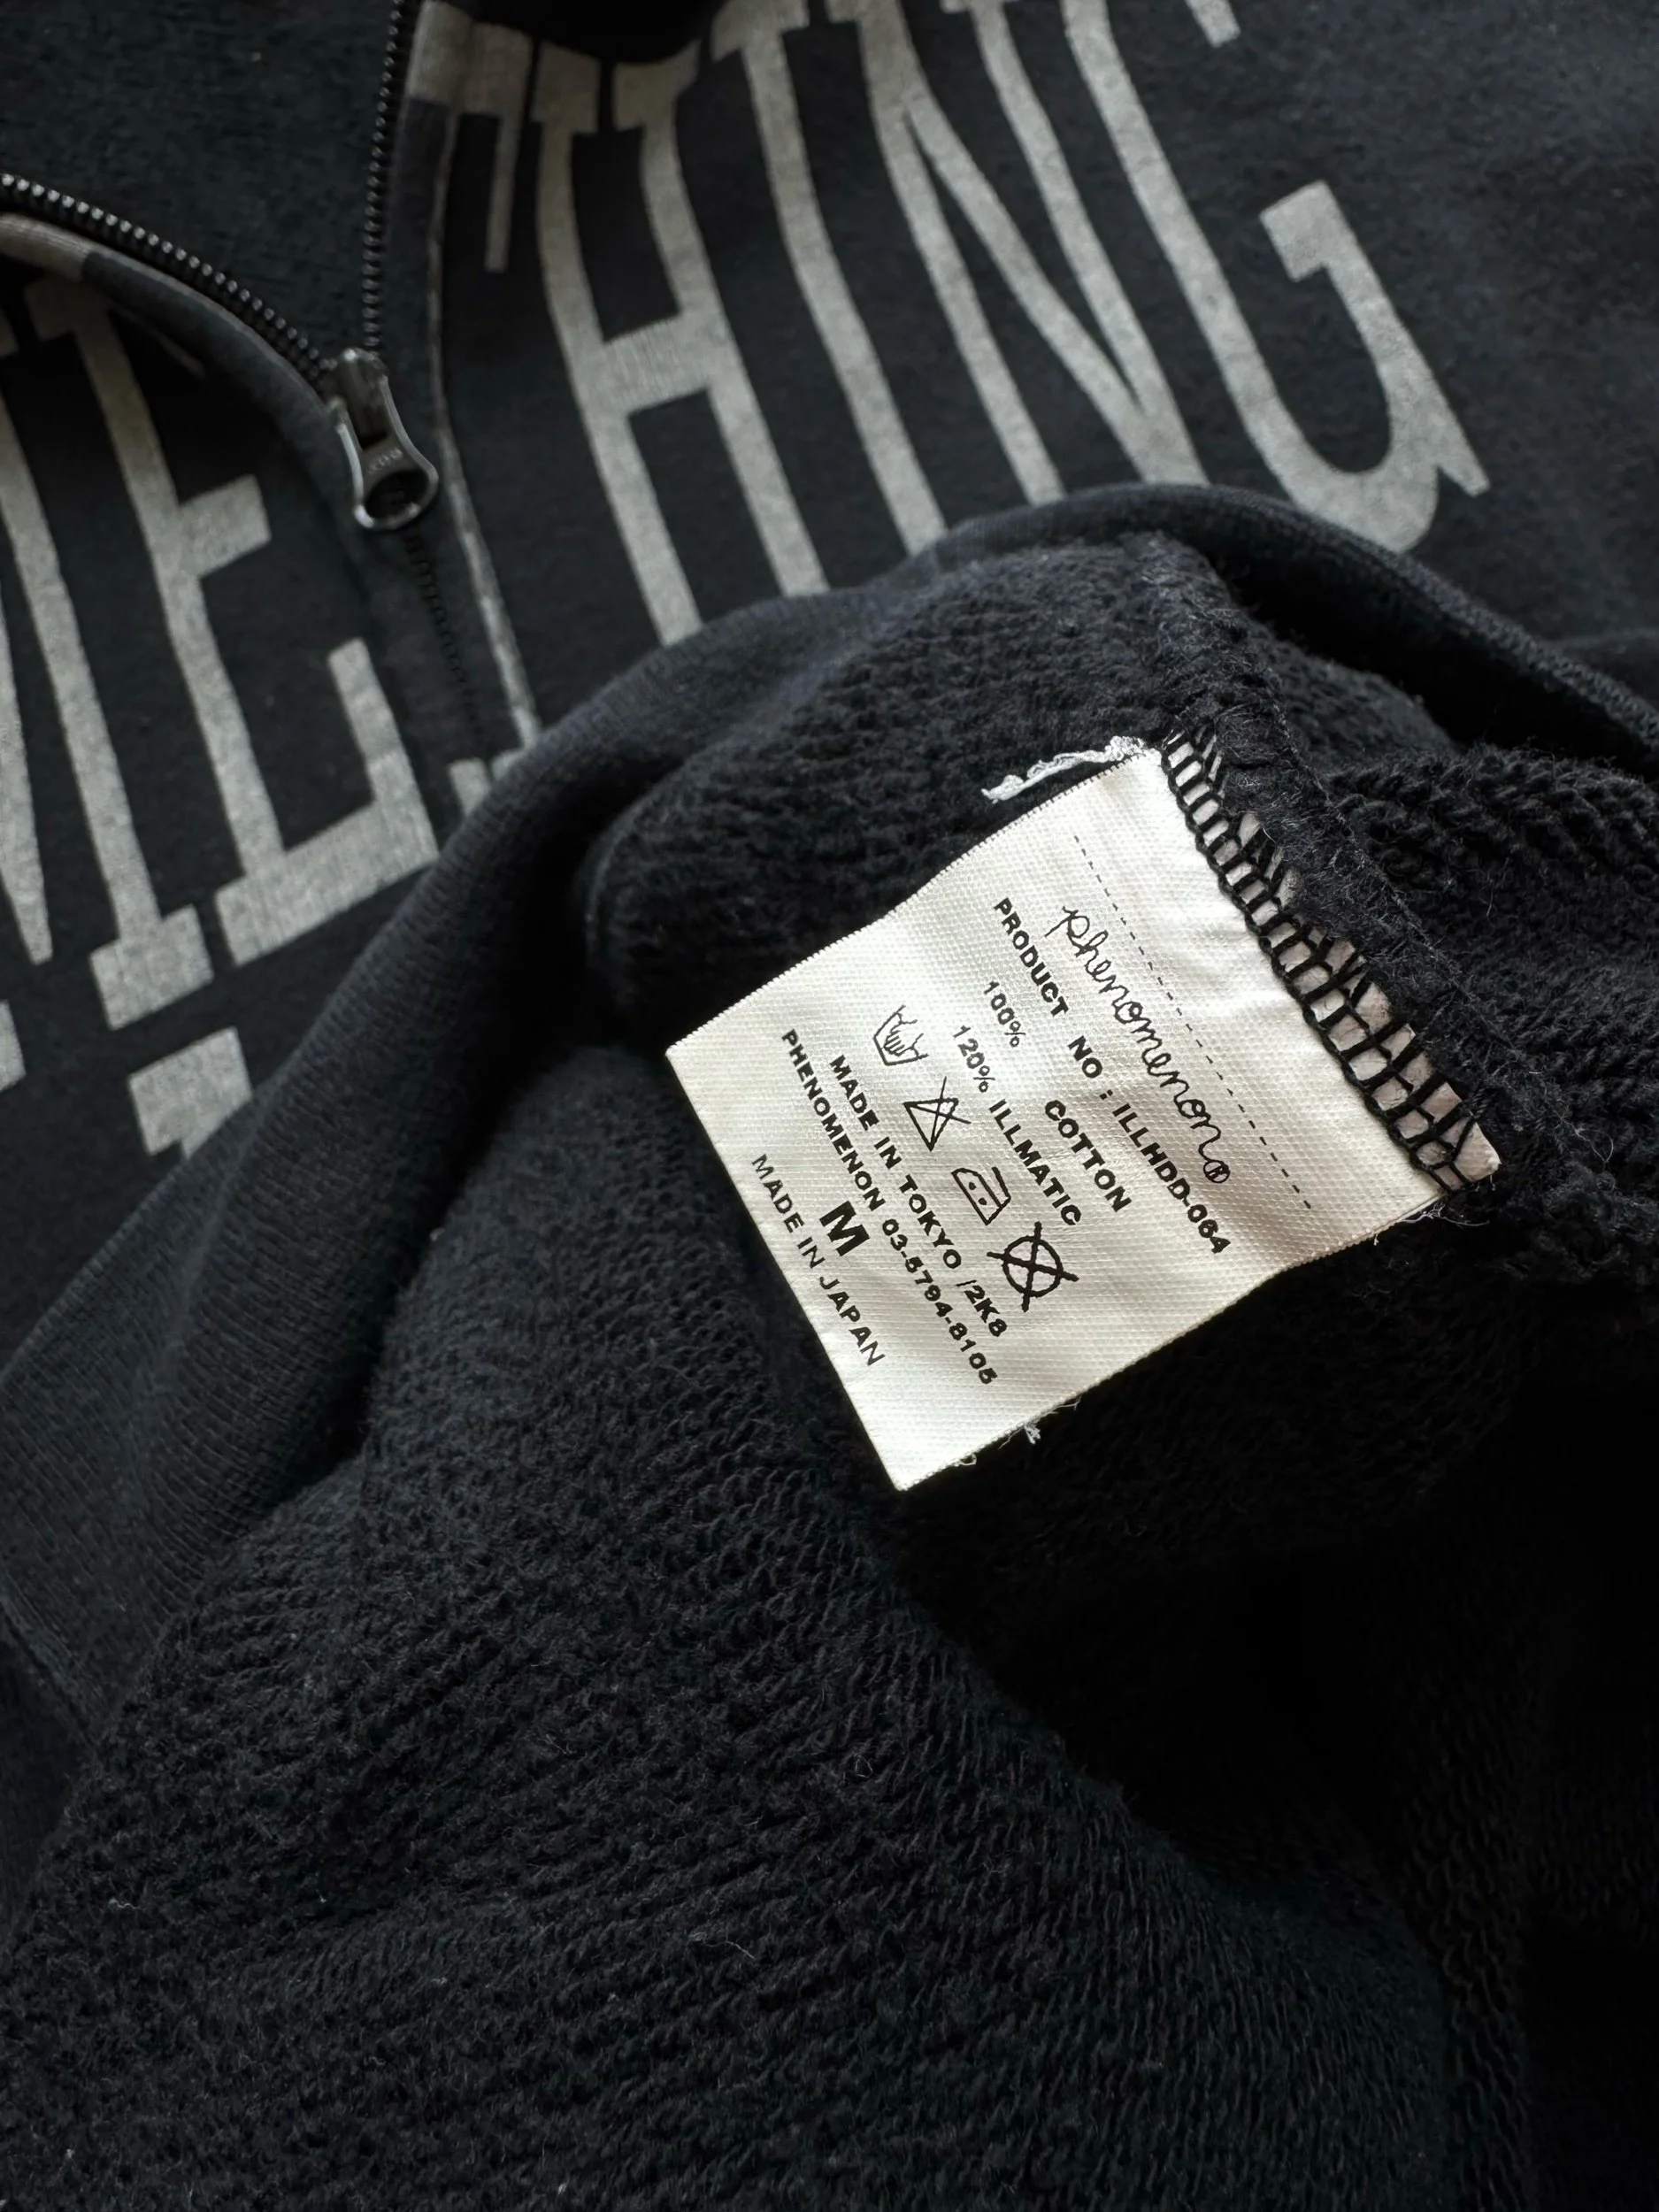 METHING
phenomenon®
PRODUCT NO : ILLHDD-064
100% COTTON
120% ILLMATIC
MADE IN TOKYO /2K8
PHENOMENON 03-5794-8105
M
MADE IN JAPAN